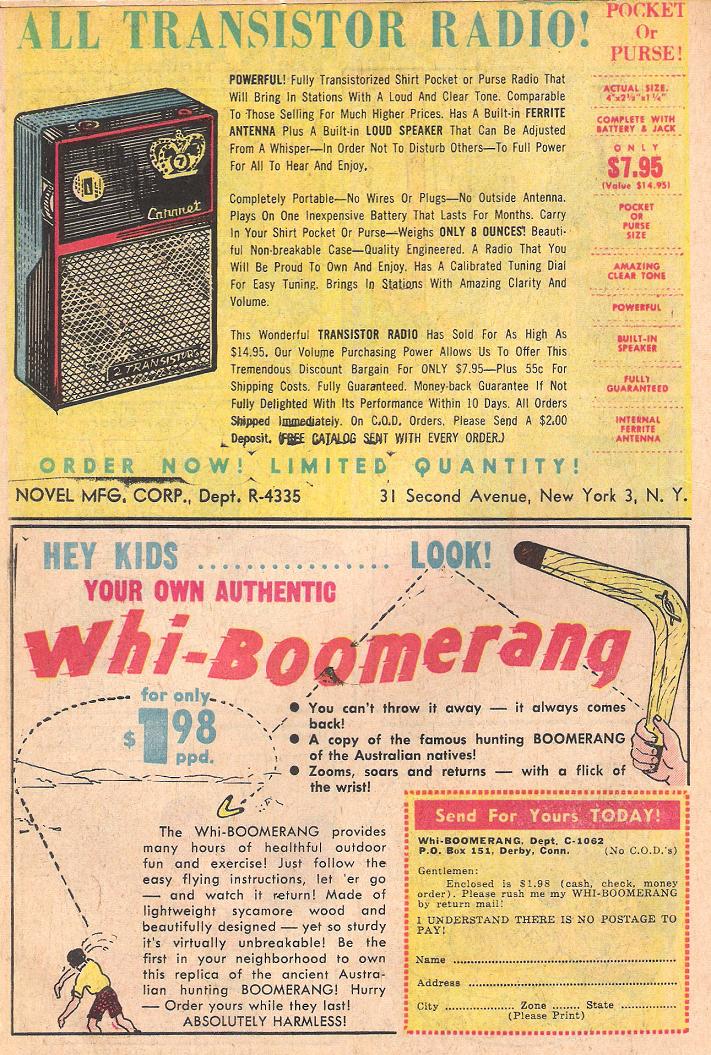 ALL TRANSISTOR RADIO!
POCKET
Or
PURSE!
POWERFUL! Fully Transistorized Shirt Pocket or Purse Radio That
Will Bring In Stations With A Loud And Clear Tone. Comparable
To Those Selling For Much Higher Prices. Has A Built-in FERRITE
ANTENNA Plus A Built-in LOUD SPEAKER That Can Be Adjusted
From A Whisper—In Order Not To Disturb Others—To Full Power
For All To Hear And Enjoy.
Completely Portable—No Wires Or Plugs—No Outside Antenna.
Plays On One Inexpensive Battery That Lasts For Months. Carry
In Your Shirt Pocket Or Purse—Weighs ONLY 8 OUNCES! Beauti-
ful Non-breakable Case—Quality Engineered. A Radio That You
Will Be Proud To Own And Enjoy. Has A Calibrated Tuning Dial
For Easy Tuning. Brings In Stations With Amazing Clarity And
Volume.
This Wonderful TRANSISTOR RADIO Has Sold For As High As
$14.95. Our Volume Purchasing Power Allows Us To Offer This
Tremendous Discount Bargain For ONLY $7.95—Plus 55c For
Shipping Costs. Fully Guaranteed. Money-back Guarantee If Not
Fully Delighted With Its Performance Within 10 Days. All Orders
Shipped Immediately. On C.O.D. Orders, Please Send A $2.00
Deposit. (FREE CATALOG SENT WITH EVERY ORDER.)
ACTUAL SIZE.
4"x2½"x1¼"
COMPLETE WITH
BATTERY & JACK
ONLY
$7.95
(Value $14.95)
POCKET
OR
PURSE
SIZE
AMAZING
CLEAR TONE
POWERFUL
BUILT-IN
SPEAKER
FULLY
GUARANTEED
INTERNAL
FERRITE
ANTENNA
Coronet
2 TRANSISTORS
ORDER NOW! LIMITED QUANTITY!
NOVEL MFG. CORP., Dept. R-4335 31 Second Avenue, New York 3, N. Y.
HEY KIDS ................ LOOK!
YOUR OWN AUTHENTIC
Whi-Boomerang
for only
$1.98
ppd.
● You can't throw it away — it always comes
back!
● A copy of the famous hunting BOOMERANG
of the Australian natives!
● Zooms, soars and returns — with a flick of
the wrist!
The Whi-BOOMERANG provides
many hours of healthful outdoor
fun and exercise! Just follow the
easy flying instructions, let 'er go
— and watch it return! Made of
lightweight sycamore wood and
beautifully designed — yet so sturdy
it's virtually unbreakable! Be the
first in your neighborhood to own
this replica of the ancient Austra-
lian hunting BOOMERANG! Hurry
— Order yours while they last!
ABSOLUTELY HARMLESS!
Send For Yours TODAY!
Whi-BOOMERANG, Dept. C-1062
P.O. Box 151, Derby, Conn. (No C.O.D.'s)
Gentlemen:
Enclosed is $1.98 (cash, check, money
order). Please rush me my WHI-BOOMERANG
by return mail!
I UNDERSTAND THERE IS NO POSTAGE TO
PAY!
Name ........................
Address ........................
City ............ Zone ....... State ............
(Please Print)